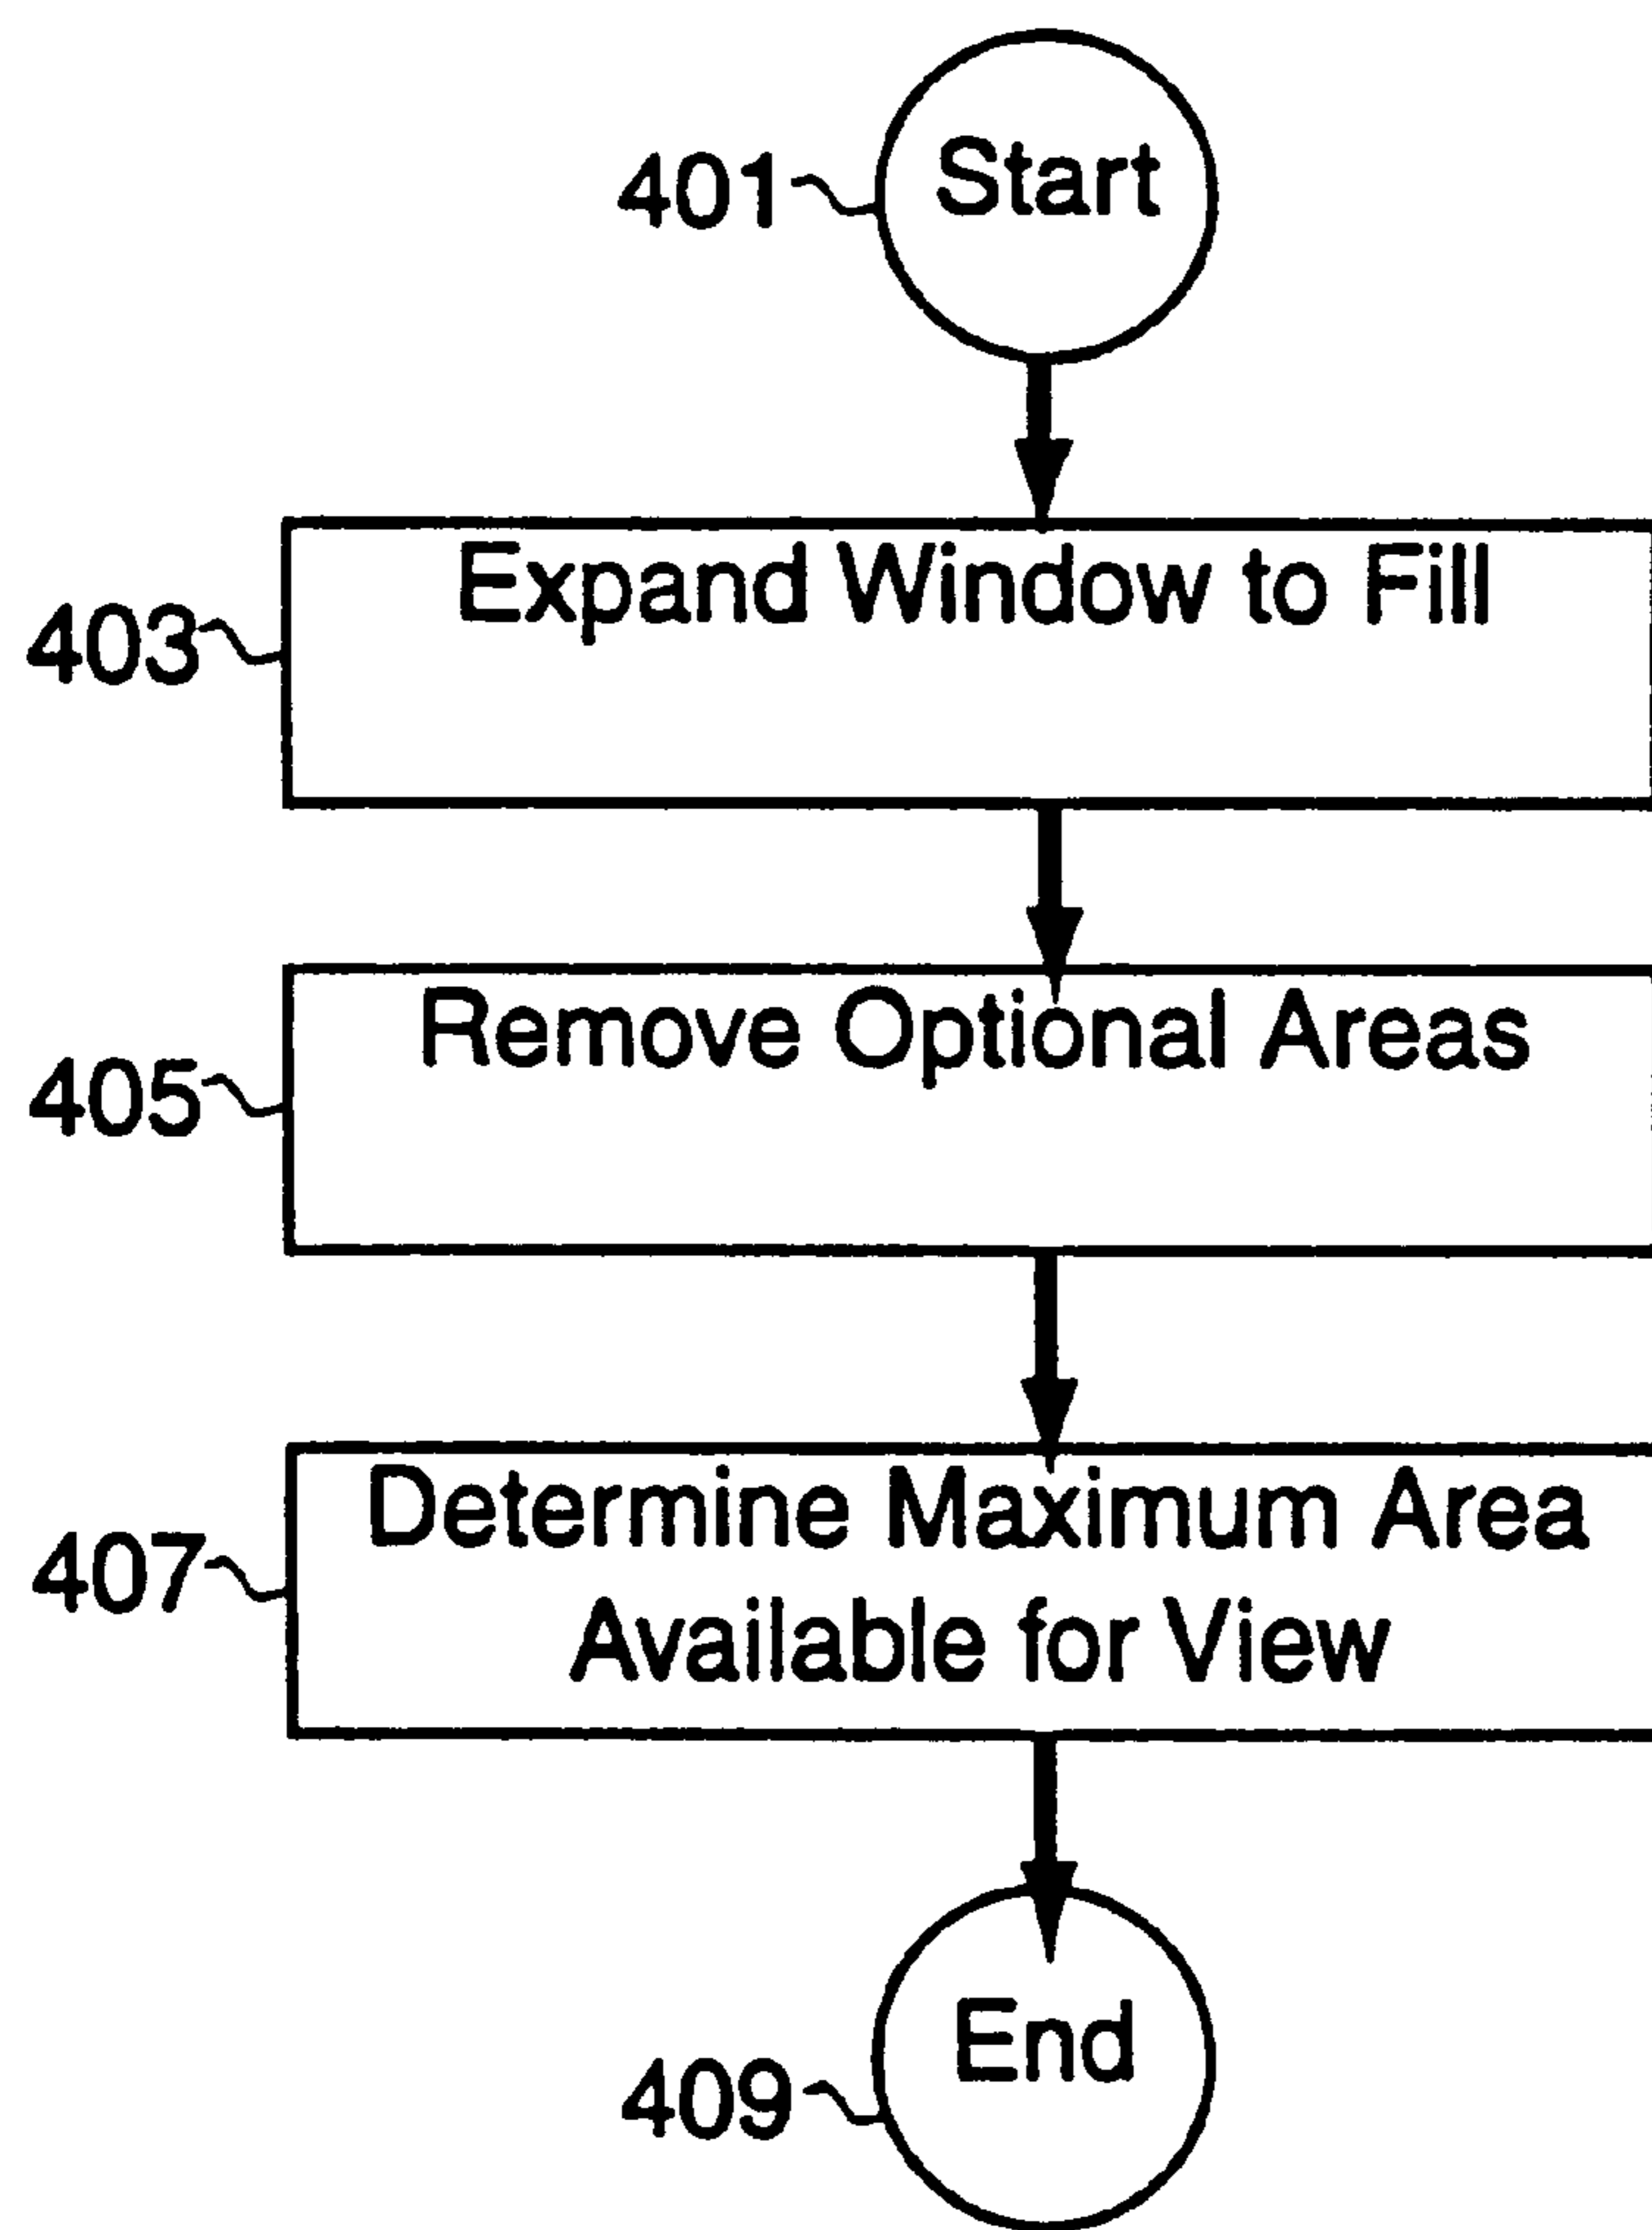 401
Start
Expand Window to Fill
403
Remove Optional Areas
405
Determine Maximum Area
407
Available for View
End
409